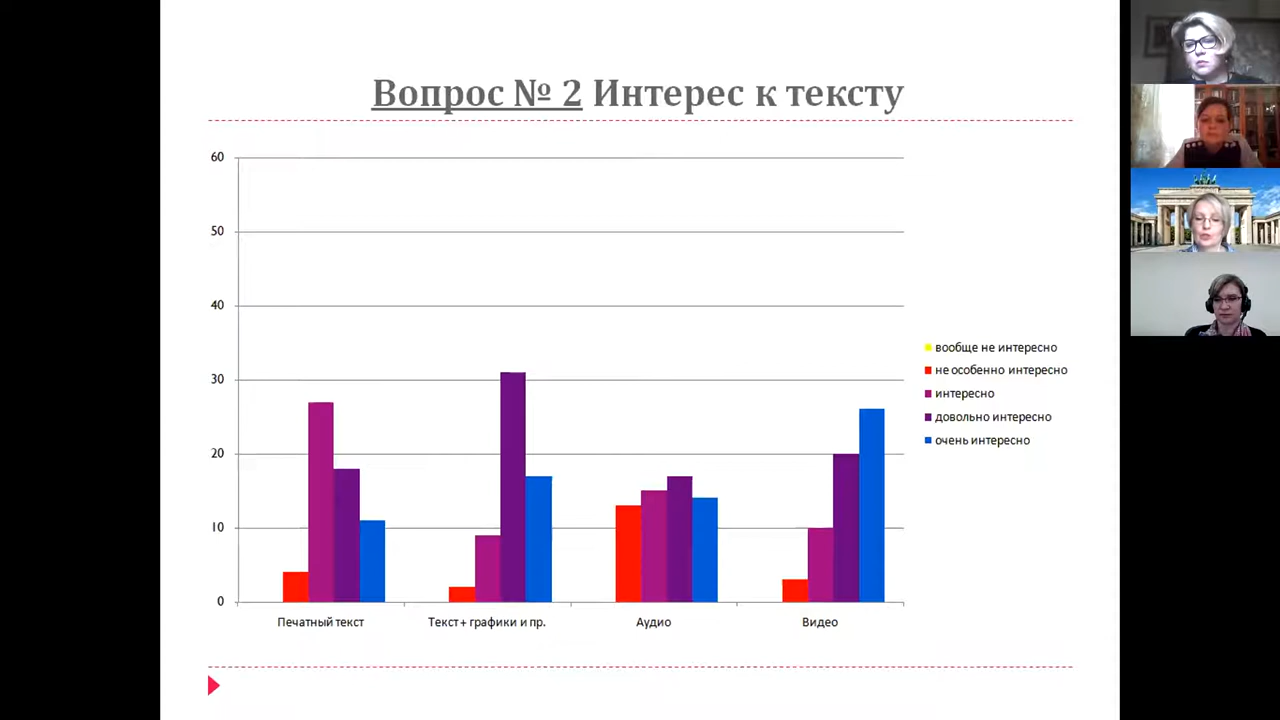 Вопрос № 2 Интерес к тексту
60
50
40
30
20
10
0
Печатный текст
Текст + графики и пр.
Аудио
Видео
вообще не интересно
не особенно интересно
интересно
довольно интересно
очень интересно